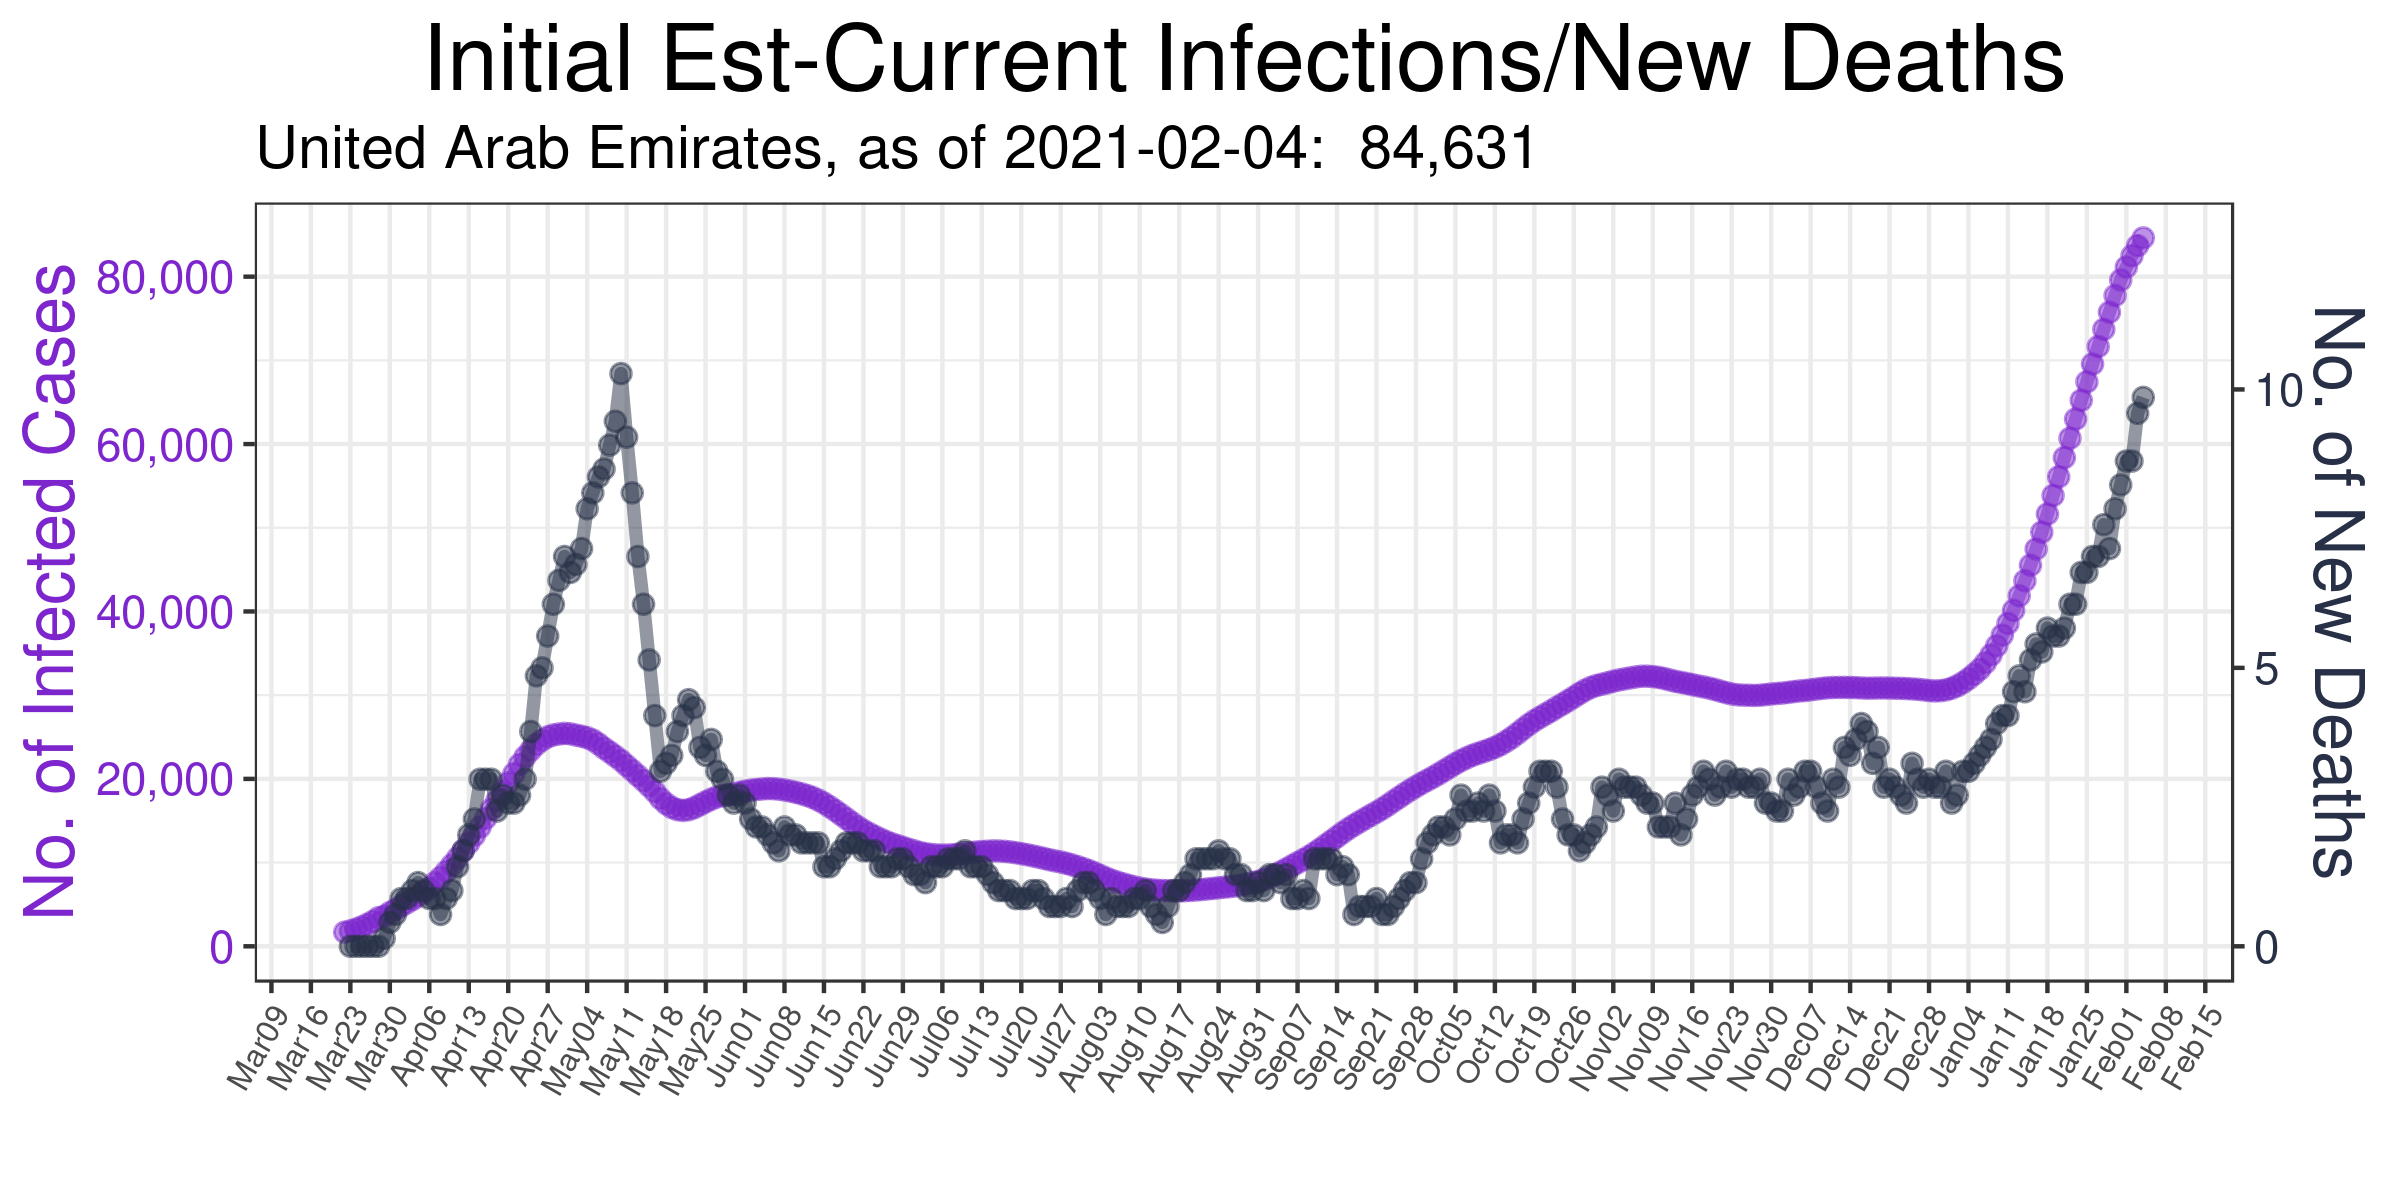 Initial Est-Current Infections/New Deaths
United Arab Emirates, as of 2021-02-04:  84,631
No. of Infected Cases
80,000
60,000
40,000
20,000
0
No. of New Deaths
10
5
0
Mar09
Mar16
Mar23
Mar30
Apr06
Apr13
Apr20
Apr27
May04
May11
May18
May25
Jun01
Jun08
Jun15
Jun22
Jun29
Jul06
Jul13
Jul20
Jul27
Aug03
Aug10
Aug17
Aug24
Aug31
Sep07
Sep14
Sep21
Sep28
Oct05
Oct12
Oct19
Oct26
Nov02
Nov09
Nov16
Nov23
Nov30
Dec07
Dec14
Dec21
Dec28
Jan04
Jan11
Jan18
Jan25
Feb01
Feb08
Feb15